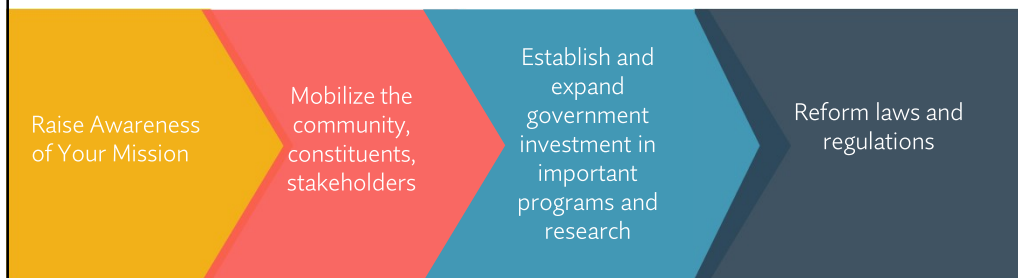 Raise Awareness
of Your Mission
Mobilize the
community,
constituents,
stakeholders
Establish and
expand
government
investment in
important
programs and
research
Reform laws and
regulations